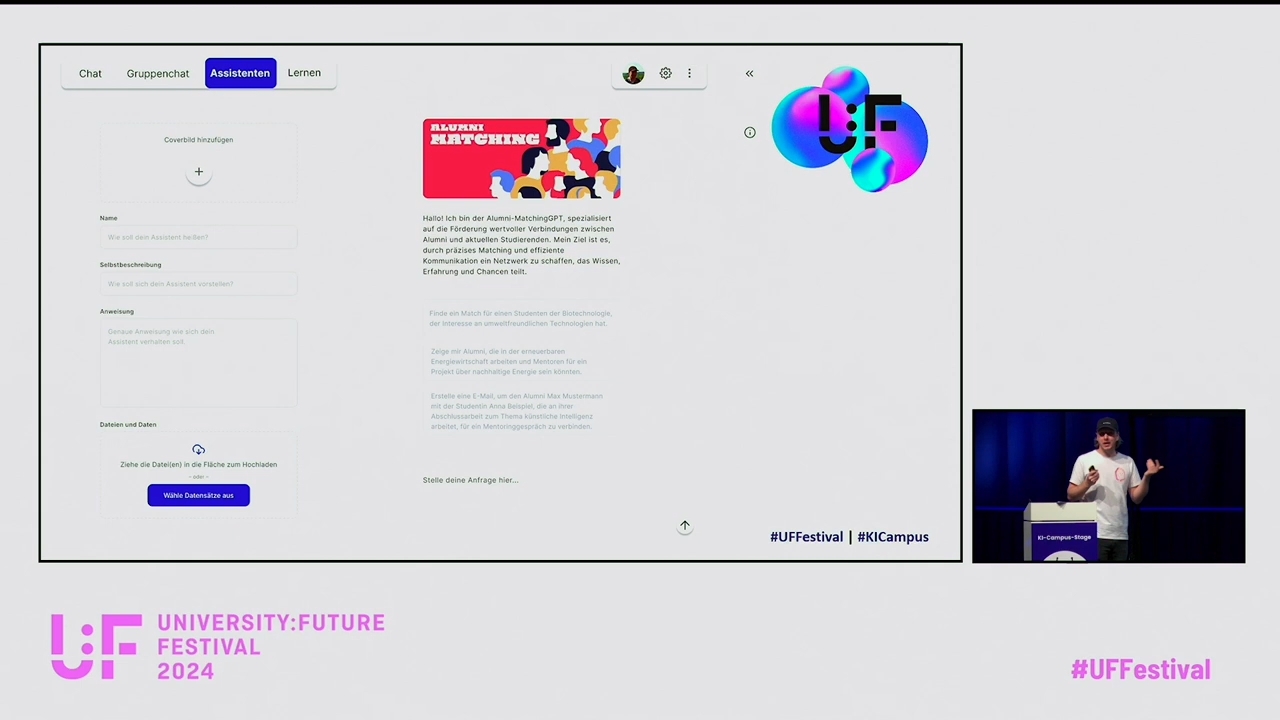 Chat
Gruppenchat
Assistenten
Lernen
Coverbild hinzufügen
Name
Wie soll dein Assistent heißen?
Selbstbeschreibung
Wie soll sich dein Assistent vorstellen?
Anweisung
Genaue Anweisung wie sich dein
Assistent verhalten soll.
Dateien und Daten
Ziehe die Datei(en) in die Fläche zum Hochladen
– oder –
Wähle Datensätze aus
ALUMNI
MATCHING
Hallo! Ich bin der Alumni-MatchingGPT, spezialisiert
auf die Förderung wertvoller Verbindungen zwischen
Alumni und aktuellen Studierenden. Mein Ziel ist es,
durch präzises Matching und effiziente
Kommunikation ein Netzwerk zu schaffen, das Wissen,
Erfahrung und Chancen teilt.
Finde ein Match für einen Studenten der Biotechnologie,
der Interesse an umweltfreundlichen Technologien hat.
Zeige mir Alumni, die in der erneuerbaren
Energiewirtschaft arbeiten und Mentoren für ein
Projekt über nachhaltige Energie sein könnten.
Erstelle eine E-Mail, um den Alumni Max Mustermann
mit der Studentin Anna Beispiel, die an ihrer
Abschlussarbeit zum Thema künstliche Intelligenz
arbeitet, für ein Mentoringgespräch zu verbinden.
Stelle deine Anfrage hier...
U:F
#UFFestival | #KICampus
KI-Campus-Stage
U:F
UNIVERSITY:FUTURE
FESTIVAL
2024
#UFFestival